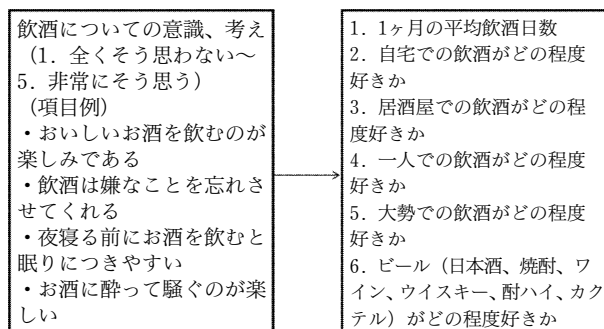 飲酒についての意識、考え
（1．全くそう思わない～
5．非常にそう思う）
（項目例）
・おいしいお酒を飲むのが
楽しみである
・飲酒は嫌なことを忘れさ
せてくれる
・夜寝る前にお酒を飲むと
眠りにつきやすい
・お酒に酔って騒ぐのが楽
しい
1．1ヶ月の平均飲酒日数
2．自宅での飲酒がどの程度
好きか
3．居酒屋での飲酒がどの程
度好きか
4．一人での飲酒がどの程度
好きか
5．大勢での飲酒がどの程度
好きか
6．ビール（日本酒、焼酎、ワ
イン、ウイスキー、酎ハイ、カク
テル）がどの程度好きか